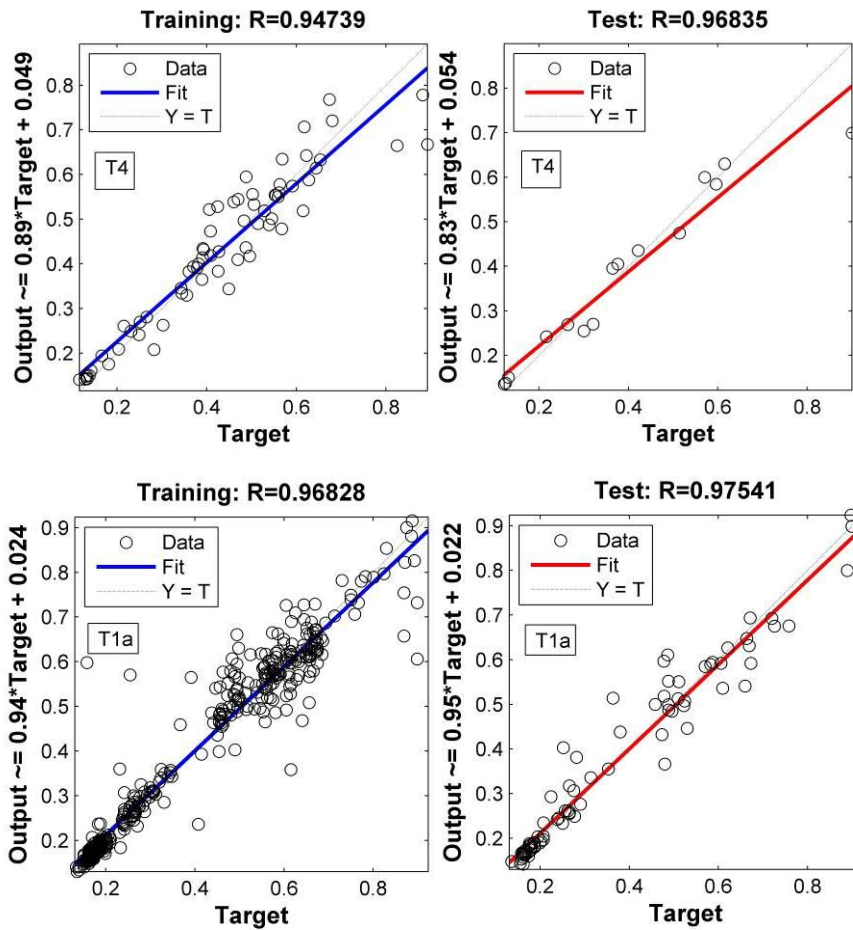 Training: R=0.94739
Output ~= 0.89*Target + 0.049
0.8
0.7
0.6
0.5
0.4
0.3
0.2
Data
Fit
Y = T
T4
0.2 0.4 0.6 0.8
Target
Test: R=0.96835
Output ~= 0.83*Target + 0.054
0.8
0.7
0.6
0.5
0.4
0.3
0.2
Data
Fit
Y = T
T4
0.2 0.4 0.6 0.8
Target
Training: R=0.96828
Output ~= 0.94*Target + 0.024
0.9
0.8
0.7
0.6
0.5
0.4
0.3
0.2
Data
Fit
Y = T
T1a
0.2 0.4 0.6 0.8
Target
Test: R=0.97541
Output ~= 0.95*Target + 0.022
0.9
0.8
0.7
0.6
0.5
0.4
0.3
0.2
Data
Fit
Y = T
T1a
0.2 0.4 0.6 0.8
Target